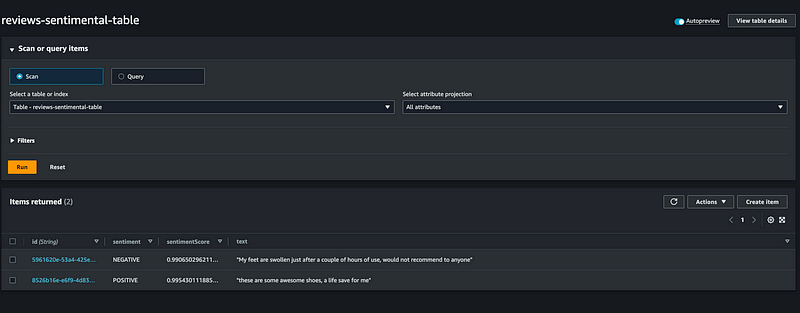 reviews-sentimental-table
Autopreview
View table details
Scan or query items
Scan
Query
Select a table or index
Select attribute projection
Table - reviews-sentimental-table
All attributes
Filters
Run
Reset
Items returned (2)
Actions
Create item
1
id (String)
sentiment
sentimentScore
text
5961620e-53a4-425e... NEGATIVE 0.990650296211... "My feet are swollen just after a couple of hours of use, would not recommend to anyone"
8526b16e-e6f9-4d83... POSITIVE 0.995430111885... "these are some awesome shoes, a life save for me"